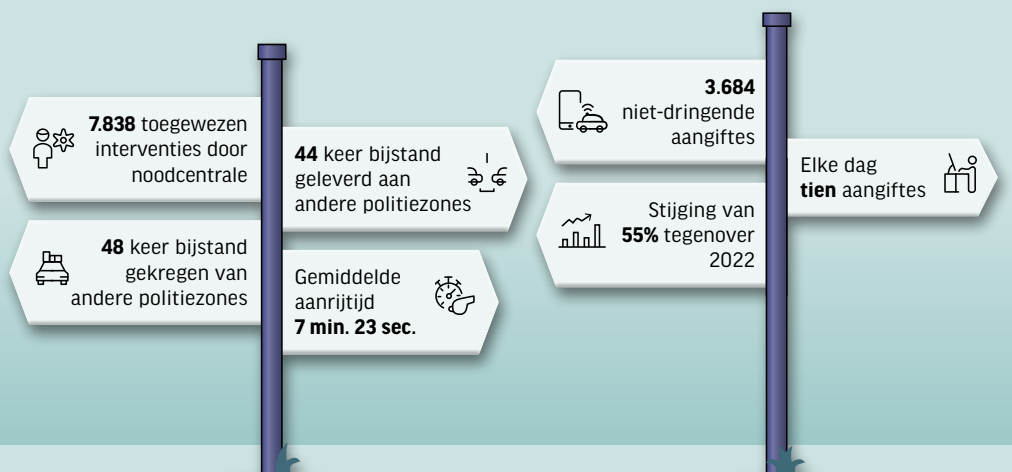 7.838 toegewezen
interventies door
noodcentrale
44 keer bijstand
geleverd aan
andere politiezones
48 keer bijstand
gekregen van
andere politiezones
Gemiddelde
aanrijtijd
7 min. 23 sec.
3.684
niet-dringende
aangiftes
Elke dag
tien aangiftes
Stijging van
55% tegenover
2022